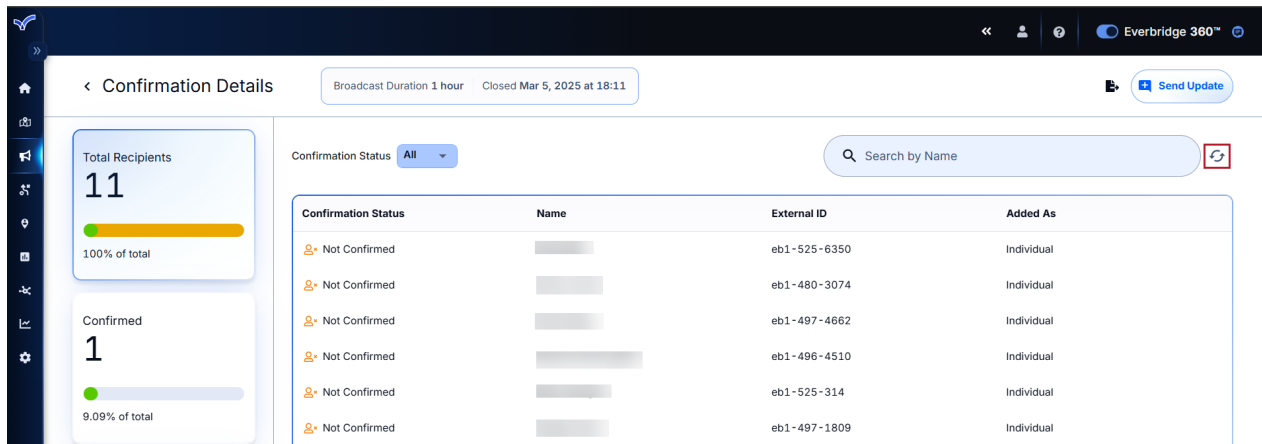 Everbridge 360™
Confirmation Details
Broadcast Duration 1 hour Closed Mar 5, 2025 at 18:11
Send Update
Total Recipients
11
100% of total
Confirmed
1
9.09% of total
Confirmation Status All
Search by Name
Confirmation Status Name External ID Added As
Not Confirmed eb1-525-6350 Individual
Not Confirmed eb1-480-3074 Individual
Not Confirmed eb1-497-4662 Individual
Not Confirmed eb1-496-4510 Individual
Not Confirmed eb1-525-314 Individual
Not Confirmed eb1-497-1809 Individual